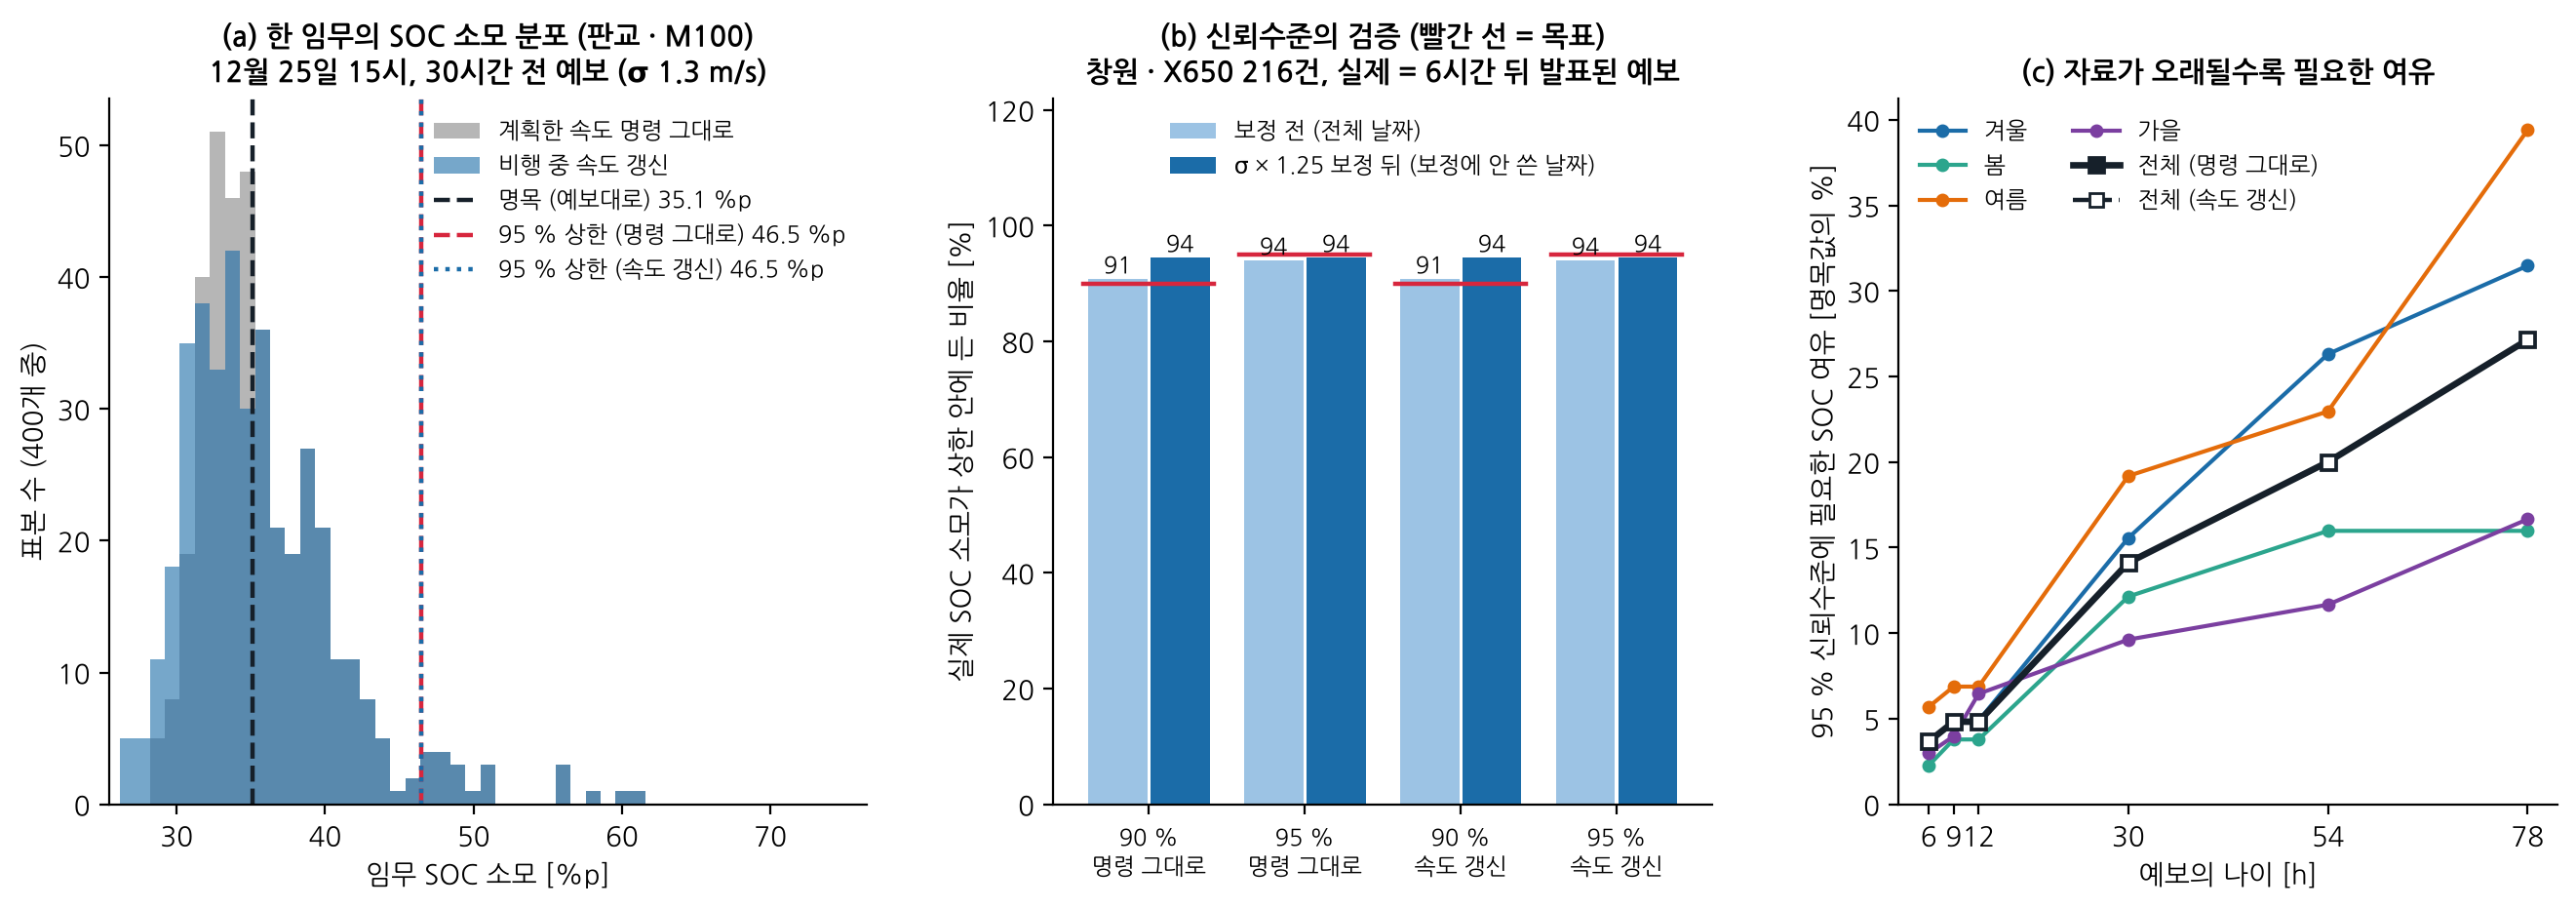 (a) 한 임무의 SOC 소모 분포 (판교 · M100)
12월 25일 15시, 30시간 전 예보 (σ 1.3 m/s)
계획한 속도 명령 그대로
비행 중 속도 갱신
명목 (예보대로) 35.1 %p
95 % 상한 (명령 그대로) 46.5 %p
95 % 상한 (속도 갱신) 46.5 %p
표본 수 (400개 중)
50
40
30
20
10
0
30 40 50 60 70
임무 SOC 소모 [%p]
(b) 신뢰수준의 검증 (빨간 선 = 목표)
창원 · X650 216건, 실제 = 6시간 뒤 발표된 예보
보정 전 (전체 날짜)
σ × 1.25 보정 뒤 (보정에 안 쓴 날짜)
실제 SOC 소모가 상한 안에 든 비율 [%]
120
100
80
60
40
20
0
91 94 94 94 91 94 94 94
90 % 95 % 90 % 95 %
명령 그대로 명령 그대로 속도 갱신 속도 갱신
(c) 자료가 오래될수록 필요한 여유
겨울
봄
여름
가을
전체 (명령 그대로)
전체 (속도 갱신)
95 % 신뢰수준에 필요한 SOC 여유 [명목값의 %]
40
35
30
25
20
15
10
5
0
6 9 12 30 54 78
예보의 나이 [h]